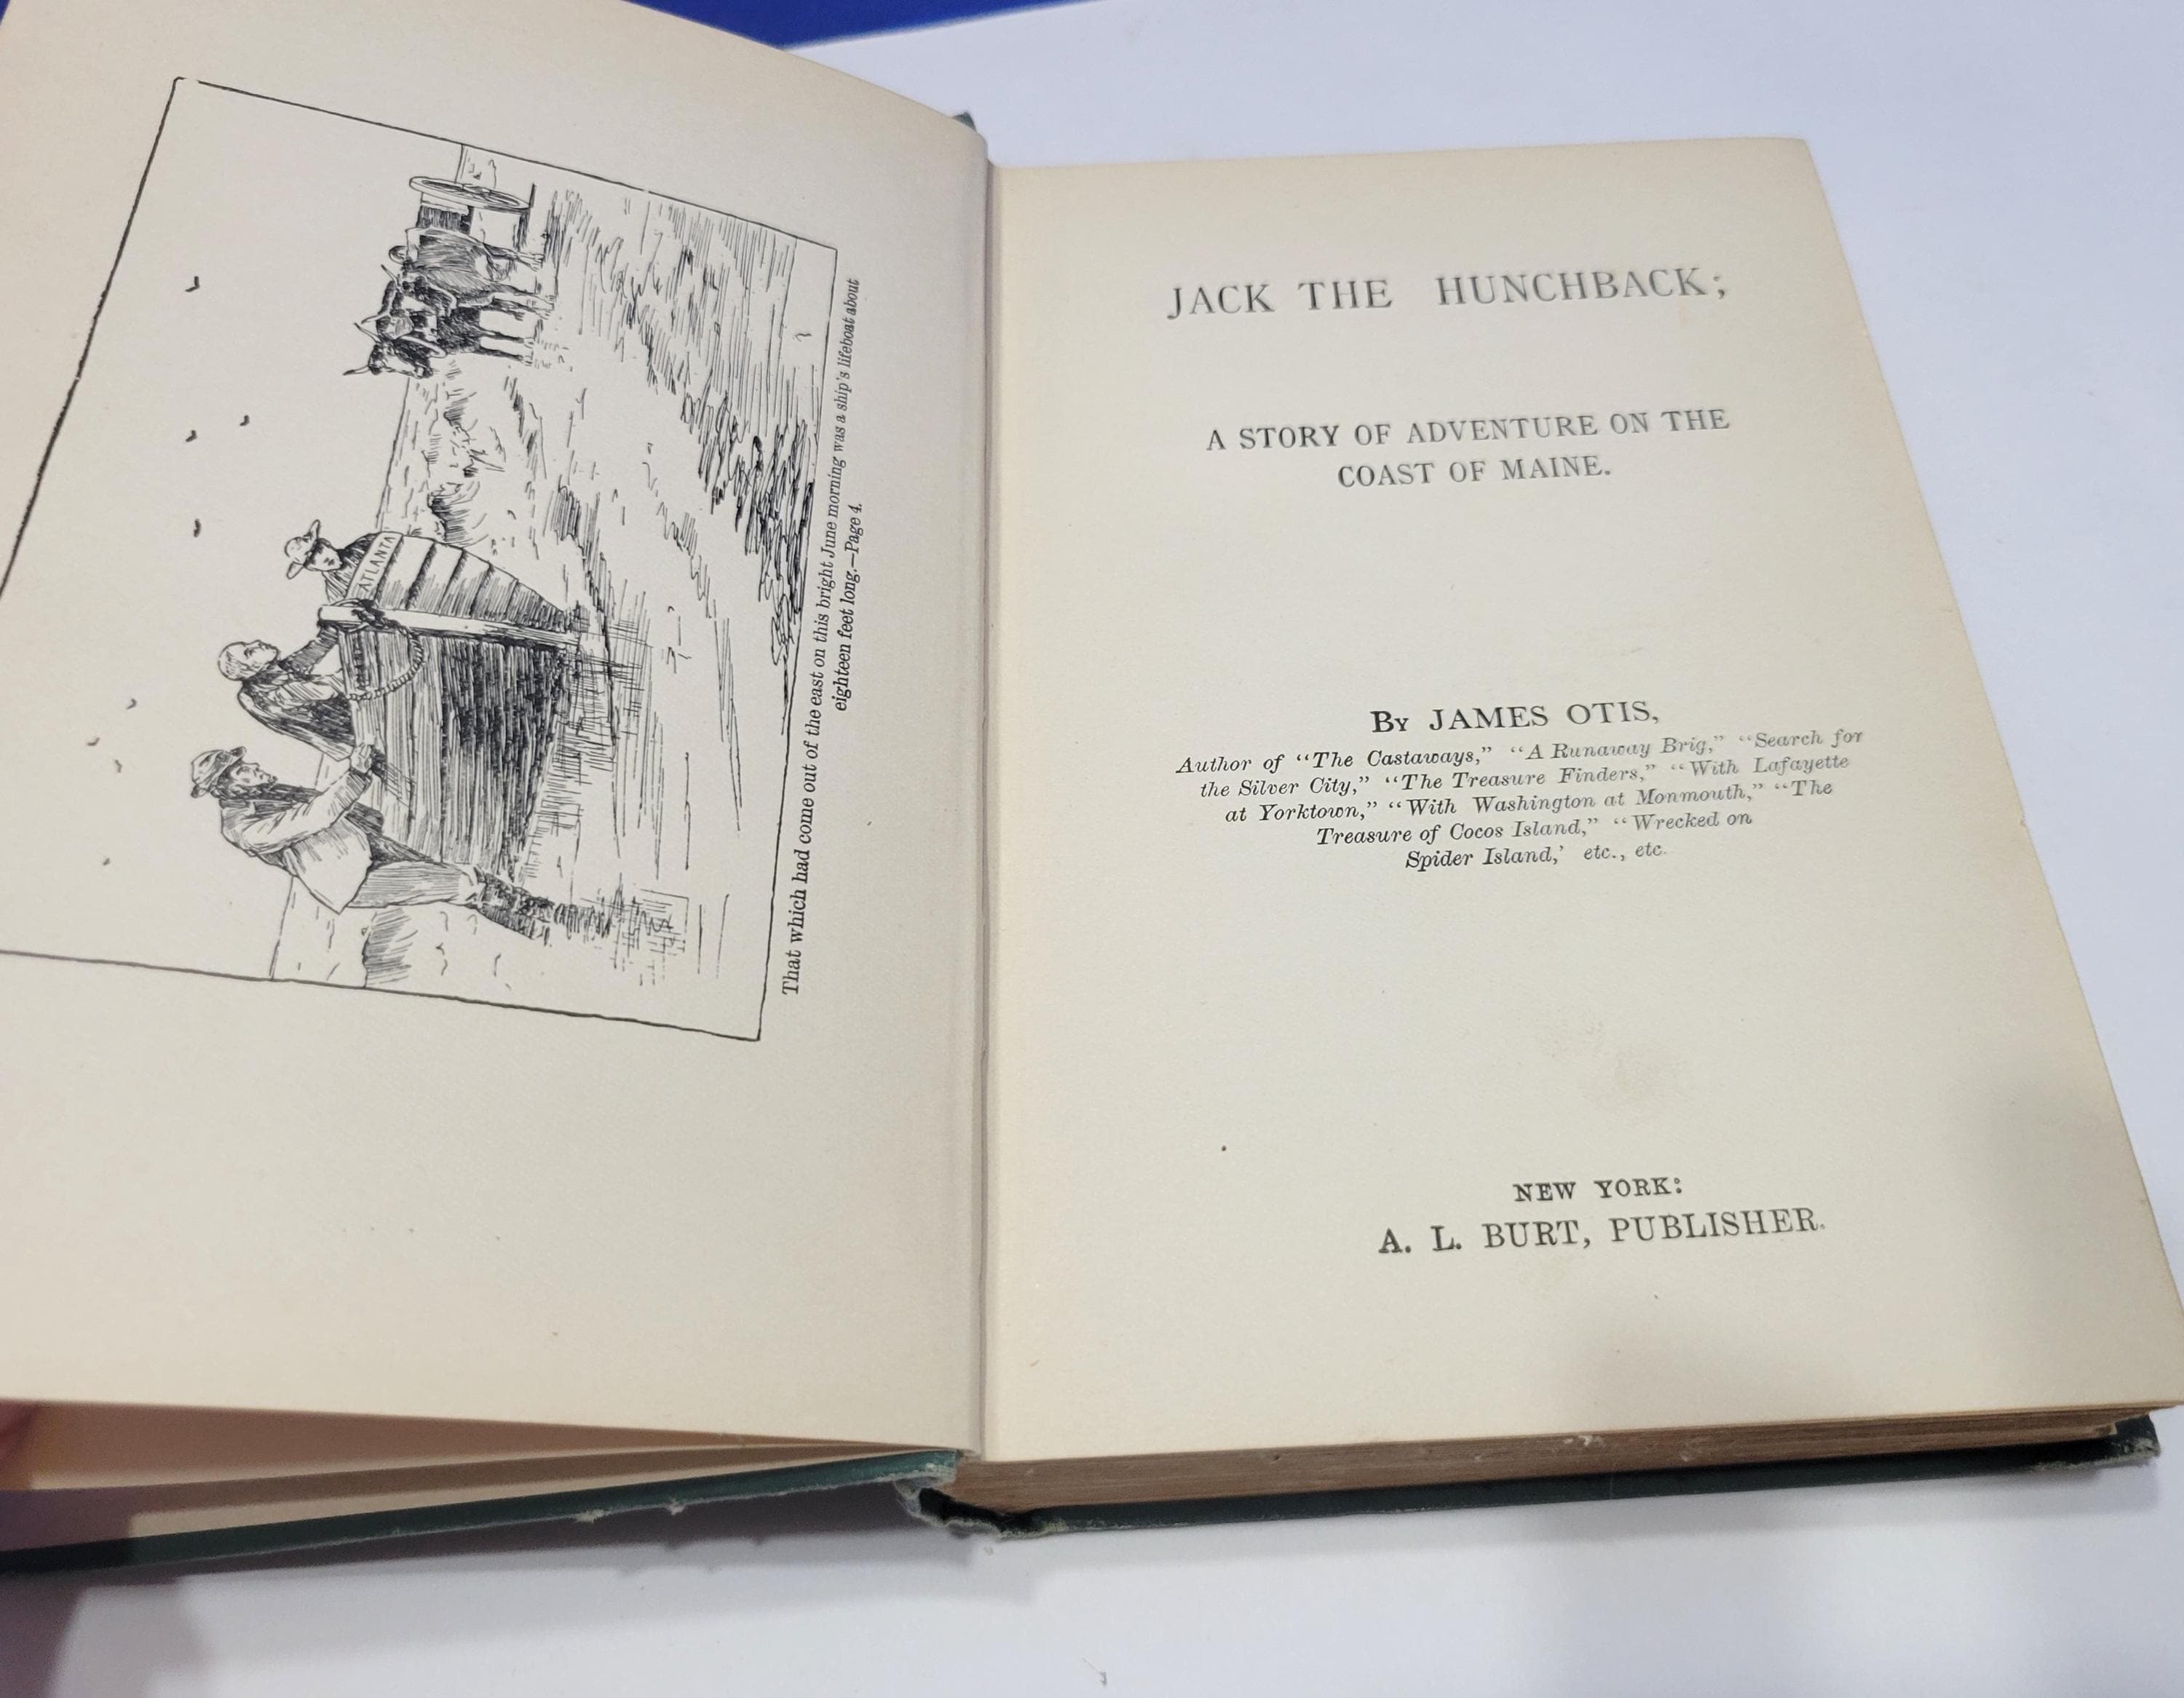 ATLANTA
That which had come out of the east on this bright June morning was a ship's lifeboat about
eighteen feet long.—Page 4.
JACK THE HUNCHBACK;
A STORY OF ADVENTURE ON THE
COAST OF MAINE.
By JAMES OTIS,
Author of “The Castaways,” “A Runaway Brig,” “Search for
the Silver City,” “The Treasure Finders,” “With Lafayette
at Yorktown,” “With Washington at Monmouth,” “The
Treasure of Cocos Island,” “Wrecked on
Spider Island,’ etc., etc.
NEW YORK:
A. L. BURT, PUBLISHER.